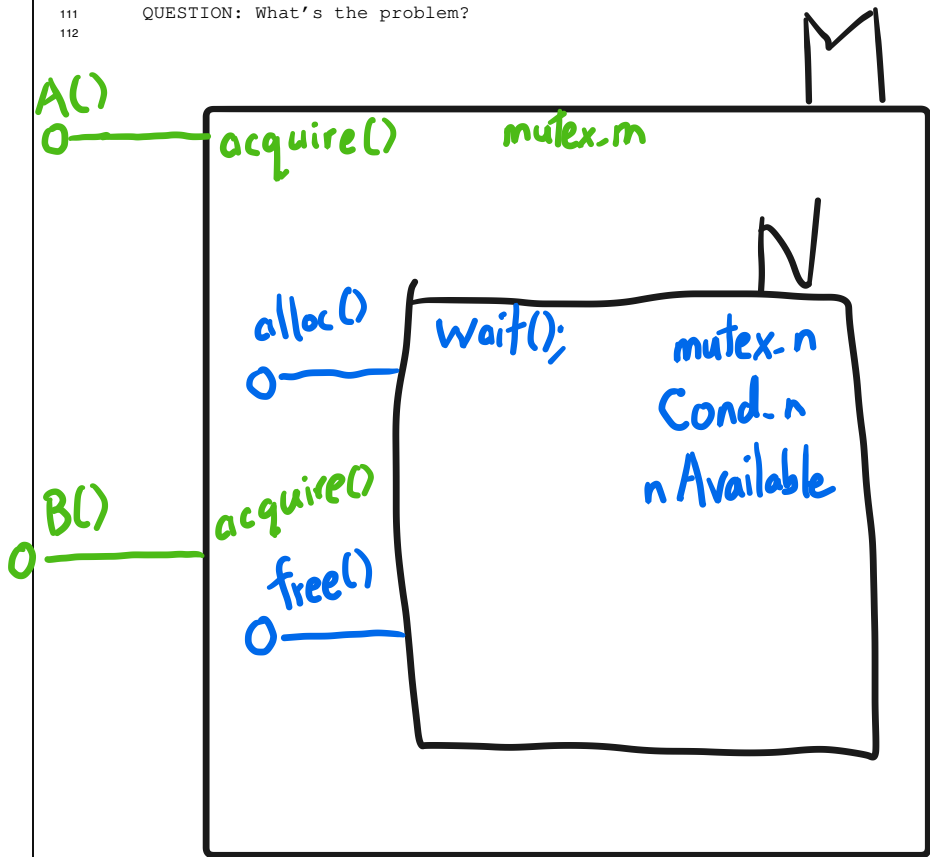 111 QUESTION: What's the problem?
112
M
A()
acquire() mutex_m
N
alloc() wait(); mutex_n
Cond_n
nAvailable
B() acquire()
free()